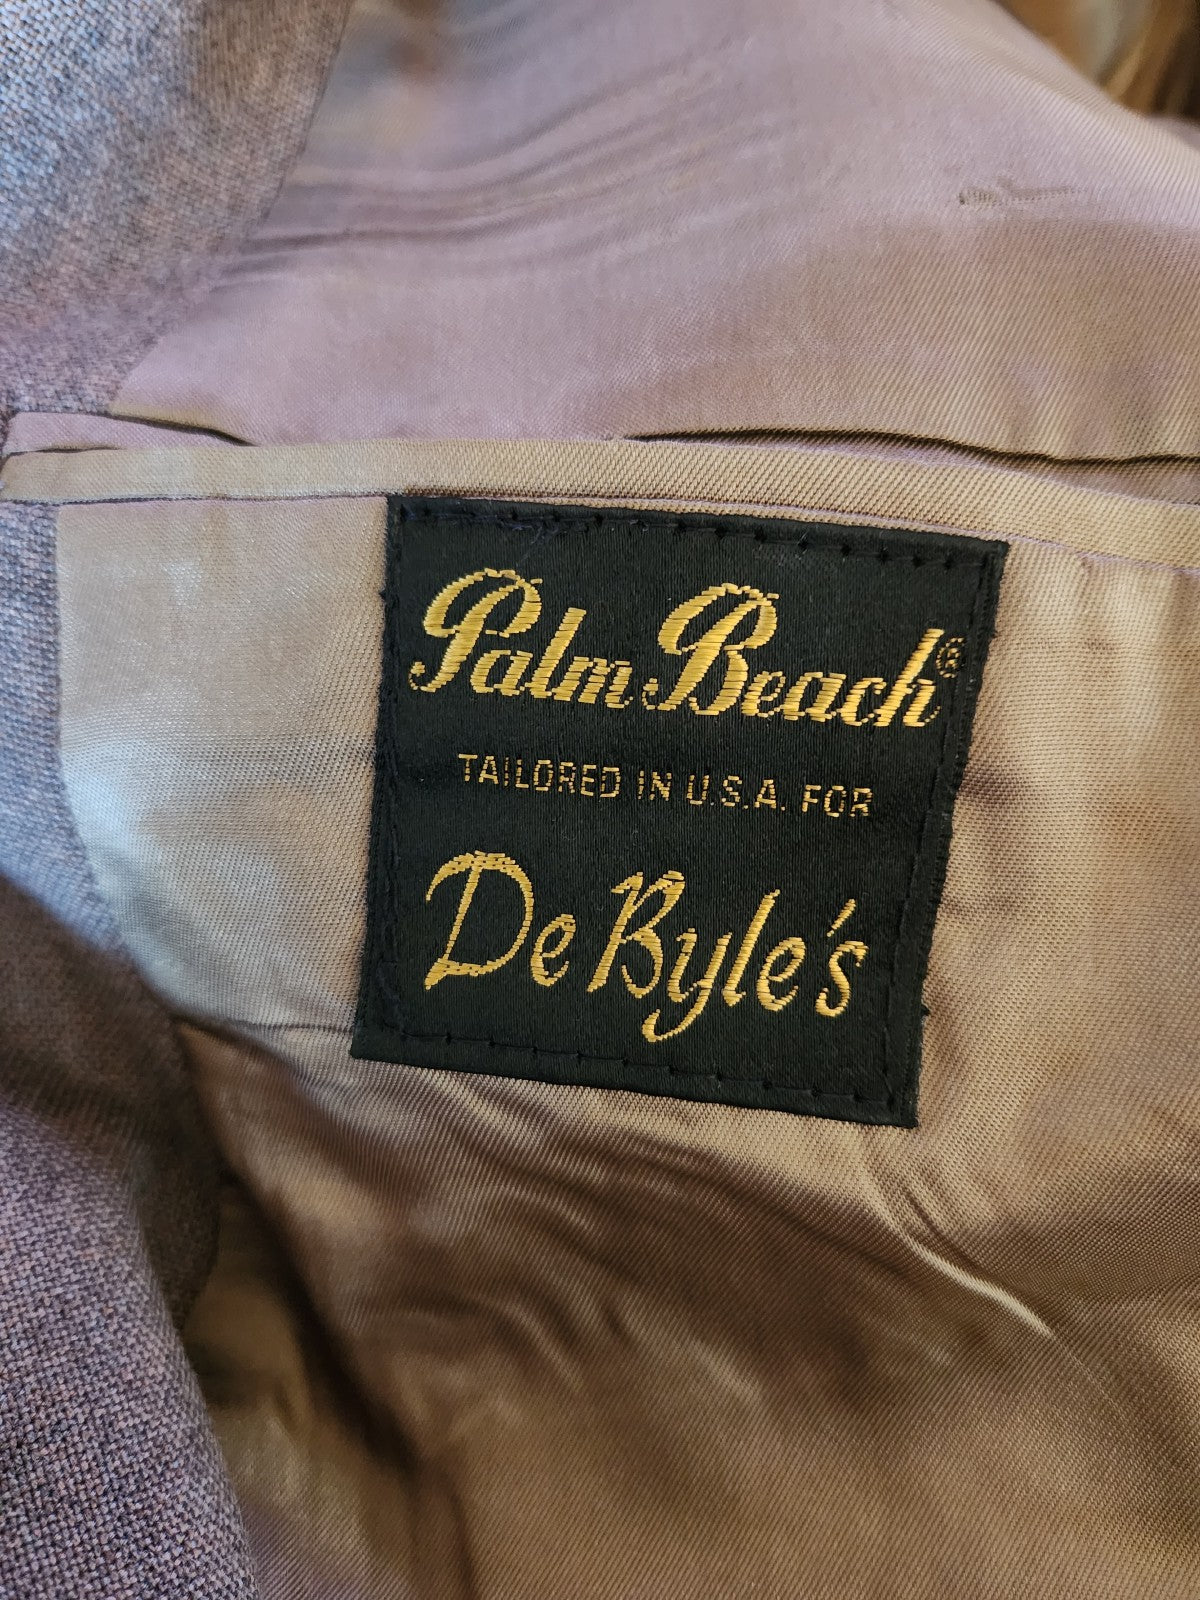 Palm Beach®
TAILORED IN U.S.A. FOR
De Byle's